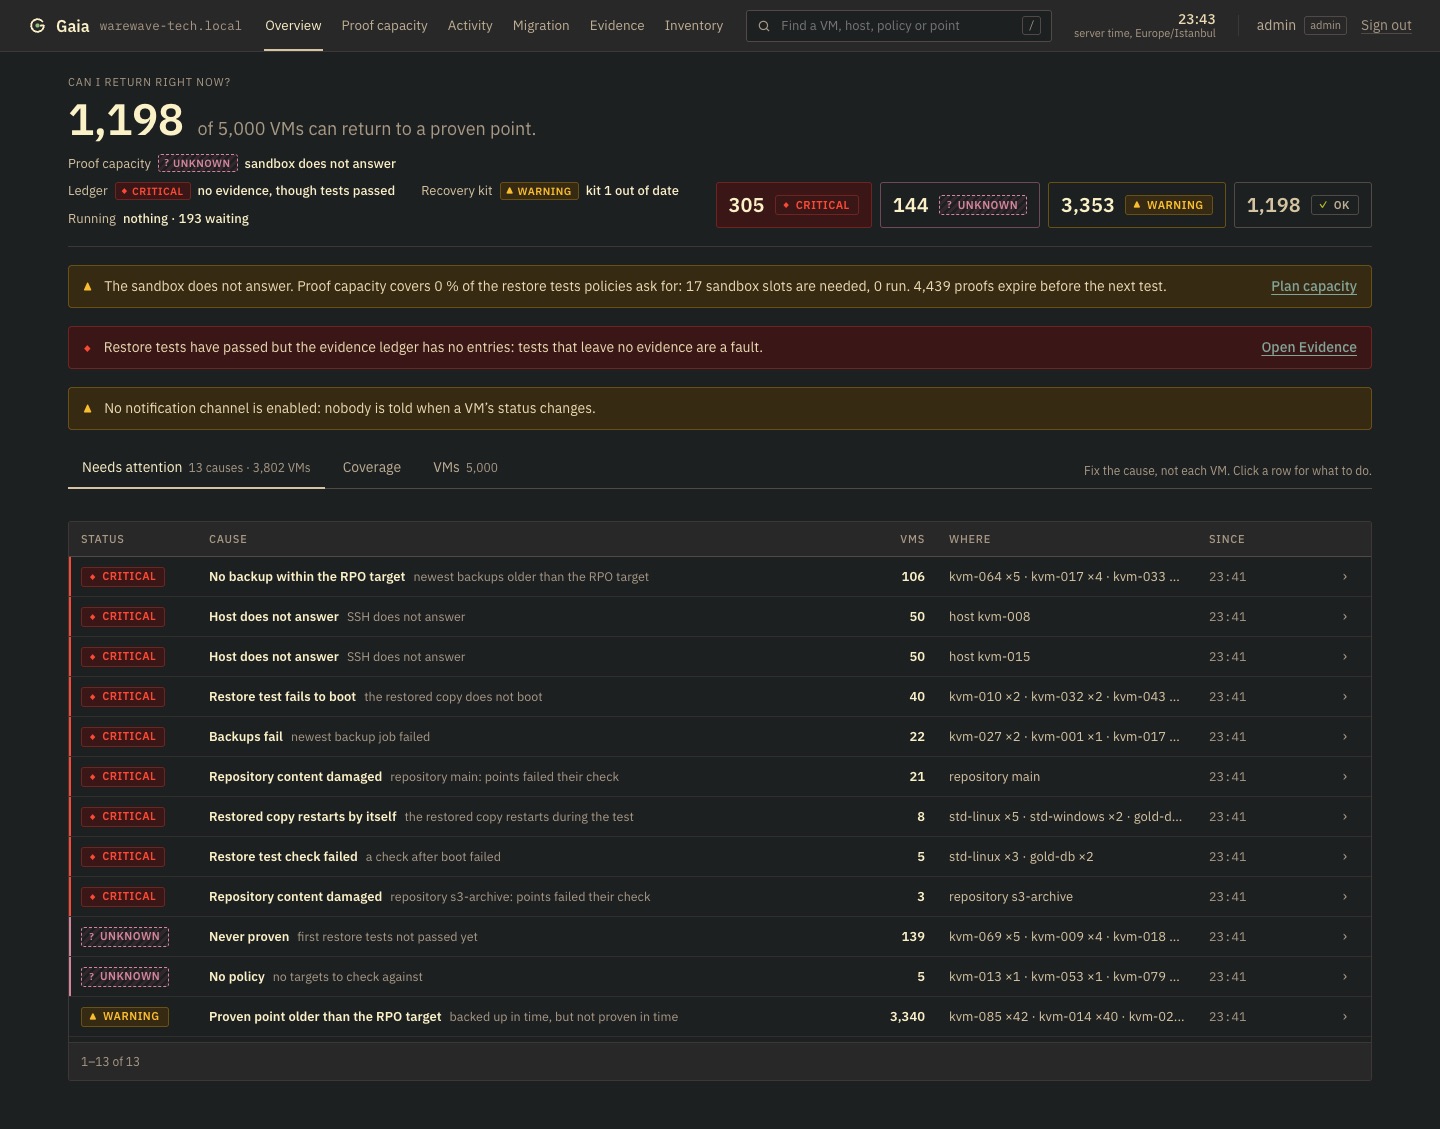 Gaia warewave-tech.local Overview Proof capacity Activity Migration Evidence Inventory Find a VM, host, policy or point / 23:43 admin admin Sign out
server time, Europe/Istanbul
CAN I RETURN RIGHT NOW?
1,198 of 5,000 VMs can return to a proven point.
Proof capacity ? UNKNOWN sandbox does not answer
Ledger CRITICAL no evidence, though tests passed Recovery kit WARNING kit 1 out of date
Running nothing · 193 waiting
305 CRITICAL 144 ? UNKNOWN 3,353 WARNING 1,198 ✓ OK
The sandbox does not answer. Proof capacity covers 0 % of the restore tests policies ask for: 17 sandbox slots are needed, 0 run. 4,439 proofs expire before the next test. Plan capacity
Restore tests have passed but the evidence ledger has no entries: tests that leave no evidence are a fault. Open Evidence
No notification channel is enabled: nobody is told when a VM’s status changes.
Needs attention 13 causes · 3,802 VMs Coverage VMs 5,000 Fix the cause, not each VM. Click a row for what to do.
STATUS CAUSE VMS WHERE SINCE
CRITICAL No backup within the RPO target newest backups older than the RPO target 106 kvm-064 ×5 · kvm-017 ×4 · kvm-033 ... 23:41 ›
CRITICAL Host does not answer SSH does not answer 50 host kvm-008 23:41 ›
CRITICAL Host does not answer SSH does not answer 50 host kvm-015 23:41 ›
CRITICAL Restore test fails to boot the restored copy does not boot 40 kvm-010 ×2 · kvm-032 ×2 · kvm-043 ... 23:41 ›
CRITICAL Backups fail newest backup job failed 22 kvm-027 ×2 · kvm-001 ×1 · kvm-017 ... 23:41 ›
CRITICAL Repository content damaged repository main: points failed their check 21 repository main 23:41 ›
CRITICAL Restored copy restarts by itself the restored copy restarts during the test 8 std-linux ×5 · std-windows ×2 · gold-d... 23:41 ›
CRITICAL Restore test check failed a check after boot failed 5 std-linux ×3 · gold-db ×2 23:41 ›
CRITICAL Repository content damaged repository s3-archive: points failed their check 3 repository s3-archive 23:41 ›
? UNKNOWN Never proven first restore tests not passed yet 139 kvm-069 ×5 · kvm-009 ×4 · kvm-018 ... 23:41 ›
? UNKNOWN No policy no targets to check against 5 kvm-013 ×1 · kvm-053 ×1 · kvm-079 ... 23:41 ›
WARNING Proven point older than the RPO target backed up in time, but not proven in time 3,340 kvm-085 ×42 · kvm-014 ×40 · kvm-02... 23:41 ›
1–13 of 13